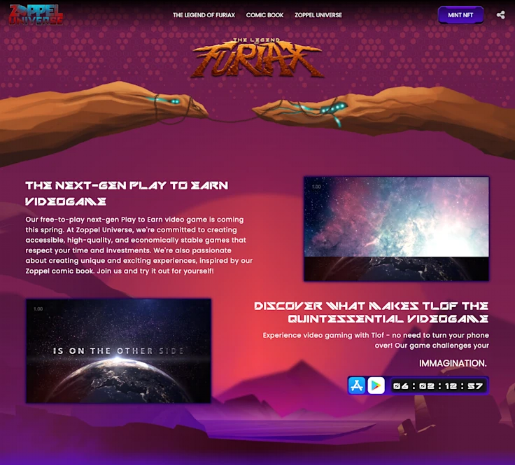 ZOPPEL
UNIVERSE
THE LEGEND OF FURIAX COMIC BOOK ZOPPEL UNIVERSE
MINT NFT
THE LEGEND
FURIAX
THE NEXT-GEN PLAY TO EARN
VIDEOGAME
Our free-to-play next-gen Play to Earn video game is coming
this spring. At Zoppel Universe, we're committed to creating
accessible, high-quality, and economically stable games that
respect your time and investments. We're also passionate
about creating unique and exciting experiences, inspired by our
Zoppel comic book. Join us and try it out for yourself!
1:30
DISCOVER WHAT MAKES TLOF THE
QUINTESSENTIAL VIDEOGAME
Experience video gaming with Tlof - no need to turn your phone
over! Our game challenges your
IMMAGINATION.
06 : 02 : 12 : 57
1:30
IS ON THE OTHER SIDE